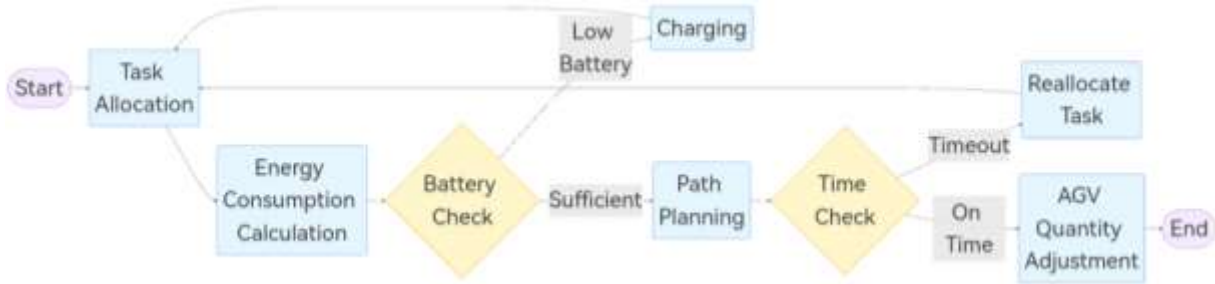 Start
Task
Allocation
Energy
Consumption
Calculation
Battery
Check
Low
Battery
Charging
Sufficient
Path
Planning
Time
Check
Timeout
Reallocate
Task
On
Time
AGV
Quantity
Adjustment
End